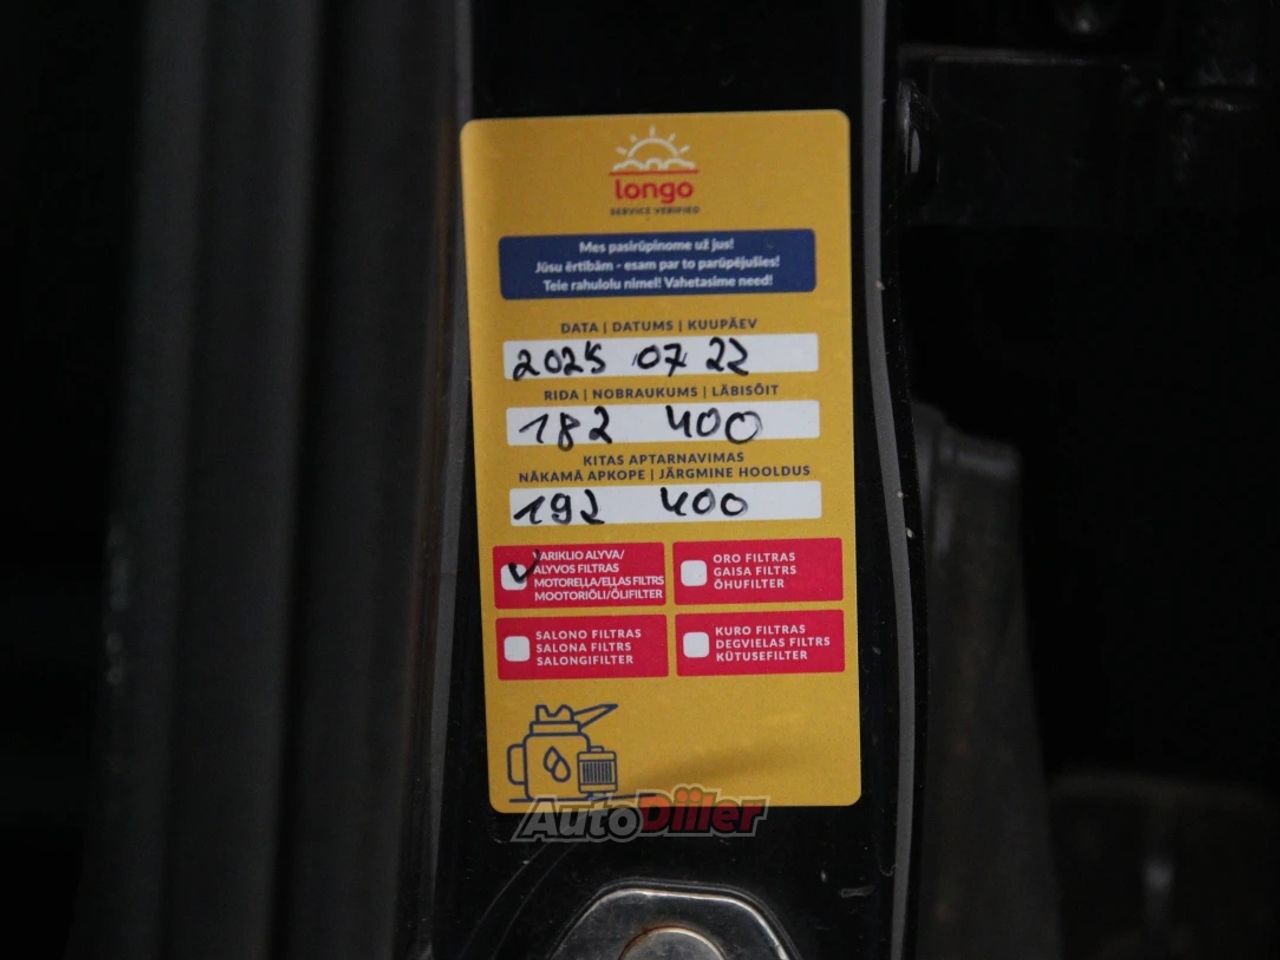 longo
SERVICE VERIFIED
Mes pasirūpinome už jus!
Jūsu ērtībām - esam par to parūpējušies!
Teie rahulolu nimel! Vahetasime need!
DATA | DATUMS | KUUPÄEV
2025 07 22
RIDA | NOBRAUKUMS | LÄBISÕIT
182 400
KITAS APTARNAVIMAS
NĀKAMĀ APKOPE | JÄRGMINE HOOLDUS
192 400
VARIKLIO ALYVA/
ALYVOS FILTRAS
MOTOREĻĻA/EĻĻAS FILTRS
MOOTORIÕLI/ÕLIFILTER
ORO FILTRAS
GAISA FILTRS
ÕHUFILTER
SALONO FILTRAS
SALONA FILTRS
SALONGIFILTER
KURO FILTRAS
DEGVIELAS FILTRS
KÜTUSEFILTER
AutoDiiler